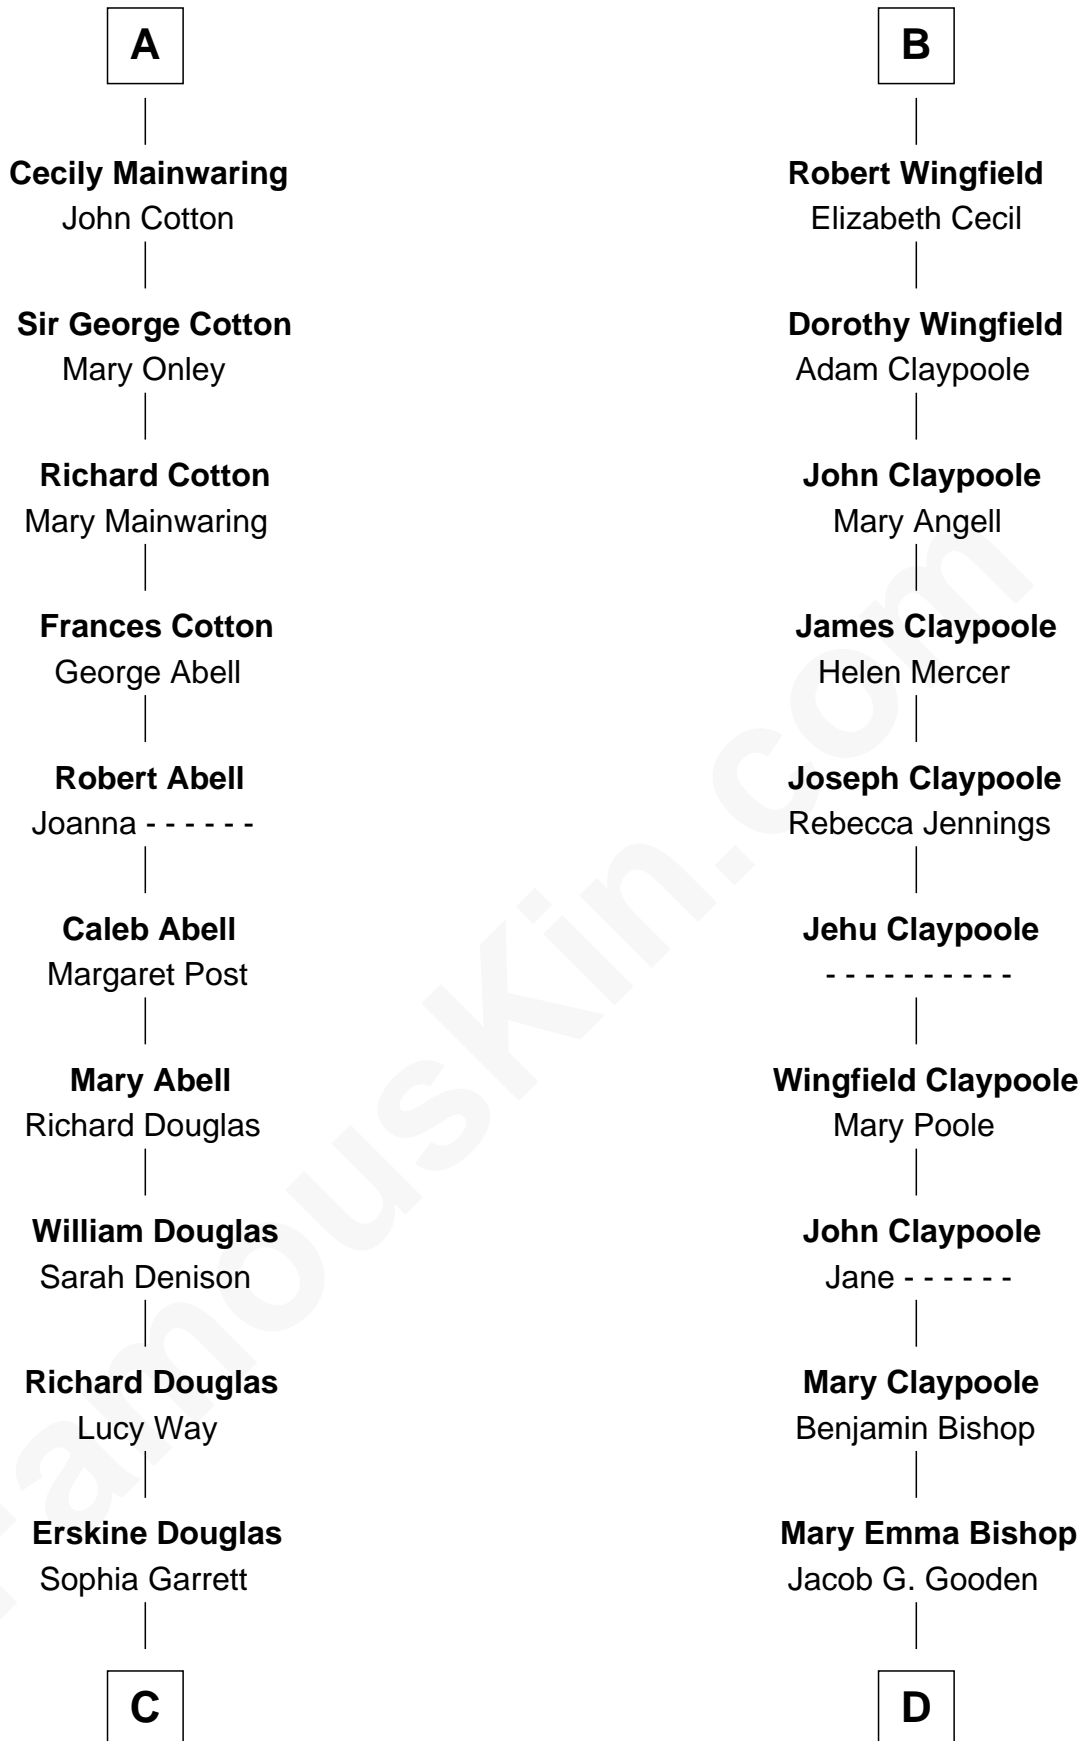 A
Cecily Mainwaring
John Cotton
Sir George Cotton
Mary Onley
Richard Cotton
Mary Mainwaring
Frances Cotton
George Abell
Robert Abell
Joanna - - - - - -
Caleb Abell
Margaret Post
Mary Abell
Richard Douglas
William Douglas
Sarah Denison
Richard Douglas
Lucy Way
Erskine Douglas
Sophia Garrett
C
B
Robert Wingfield
Elizabeth Cecil
Dorothy Wingfield
Adam Claypoole
John Claypoole
Mary Angell
James Claypoole
Helen Mercer
Joseph Claypoole
Rebecca Jennings
Jehu Claypoole
- - - - - - - - - -
Wingfield Claypoole
Mary Poole
John Claypoole
Jane - - - - - -
Mary Claypoole
Benjamin Bishop
Mary Emma Bishop
Jacob G. Gooden
D
FamousKin.com